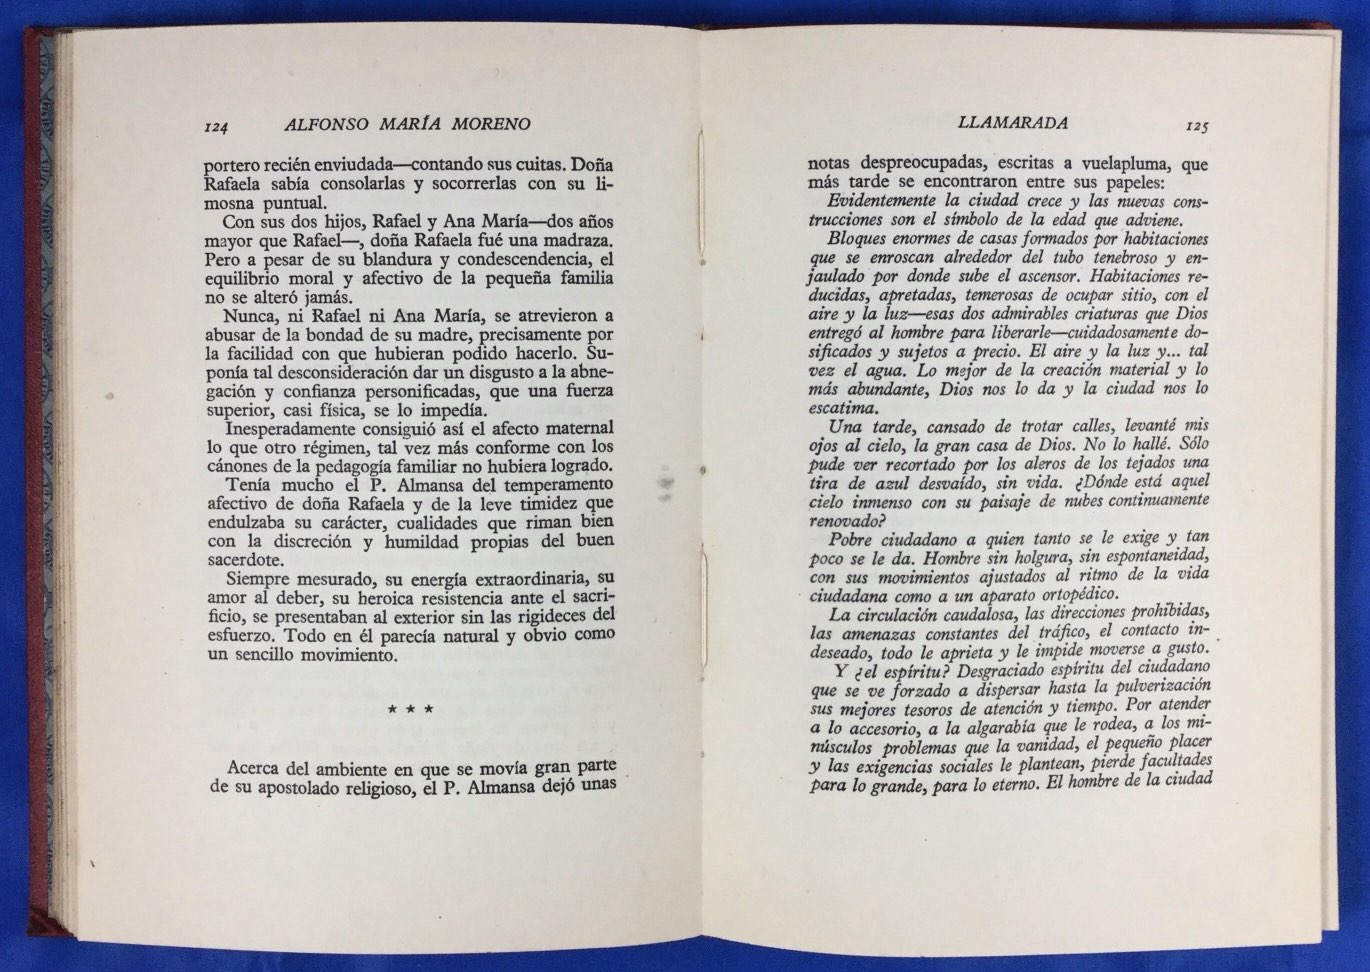 124 ALFONSO MARÍA MORENO
portero recién enviudada—contando sus cuitas. Doña
Rafaela sabía consolarlas y socorrerlas con su li-
mosna puntual.
Con sus dos hijos, Rafael y Ana María—dos años
mayor que Rafael—, doña Rafaela fué una madraza.
Pero a pesar de su blandura y condescendencia, el
equilibrio moral y afectivo de la pequeña familia
no se alteró jamás.
Nunca, ni Rafael ni Ana María, se atrevieron a
abusar de la bondad de su madre, precisamente por
la facilidad con que hubieran podido hacerlo. Su-
ponía tal desconsideración dar un disgusto a la abne-
gación y confianza personificadas, que una fuerza
superior, casi física, se lo impedía.
Inesperadamente consiguió así el afecto maternal
lo que otro régimen, tal vez más conforme con los
cánones de la pedagogía familiar no hubiera logrado.
Tenía mucho el P. Almansa del temperamento
afectivo de doña Rafaela y de la leve timidez que
endulzaba su carácter, cualidades que riman bien
con la discreción y humildad propias del buen
sacerdote.
Siempre mesurado, su energía extraordinaria, su
amor al deber, su heroica resistencia ante el sacri-
ficio, se presentaban al exterior sin las rigideces del
esfuerzo. Todo en él parecía natural y obvio como
un sencillo movimiento.
* * *
Acerca del ambiente en que se movía gran parte
de su apostolado religioso, el P. Almansa dejó unas
LLAMARADA 125
notas despreocupadas, escritas a vuelapluma, que
más tarde se encontraron entre sus papeles:
Evidentemente la ciudad crece y las nuevas cons-
trucciones son el símbolo de la edad que adviene.
Bloques enormes de casas formados por habitaciones
que se enroscan alrededor del tubo tenebroso y en-
jaulado por donde sube el ascensor. Habitaciones re-
ducidas, apretadas, temerosas de ocupar sitio, con el
aire y la luz—esas dos admirables criaturas que Dios
entregó al hombre para liberarle—cuidadosamente do-
sificados y sujetos a precio. El aire y la luz y... tal
vez el agua. Lo mejor de la creación material y lo
más abundante, Dios nos lo da y la ciudad nos lo
escatima.
Una tarde, cansado de trotar calles, levanté mis
ojos al cielo, la gran casa de Dios. No lo hallé. Sólo
pude ver recortado por los aleros de los tejados una
tira de azul desvaído, sin vida. ¿Dónde está aquel
cielo inmenso con su paisaje de nubes continuamente
renovado?
Pobre ciudadano a quien tanto se le exige y tan
poco se le da. Hombre sin holgura, sin espontaneidad,
con sus movimientos ajustados al ritmo de la vida
ciudadana como a un aparato ortopédico.
La circulación caudalosa, las direcciones prohibidas,
las amenazas constantes del tráfico, el contacto in-
deseado, todo le aprieta y le impide moverse a gusto.
Y ¿el espíritu? Desgraciado espíritu del ciudadano
que se ve forzado a dispersar hasta la pulverización
sus mejores tesoros de atención y tiempo. Por atender
a lo accesorio, a la algarabía que le rodea, a los mi-
núsculos problemas que la vanidad, el pequeño placer
y las exigencias sociales le plantean, pierde facultades
para lo grande, para lo eterno. El hombre de la ciudad